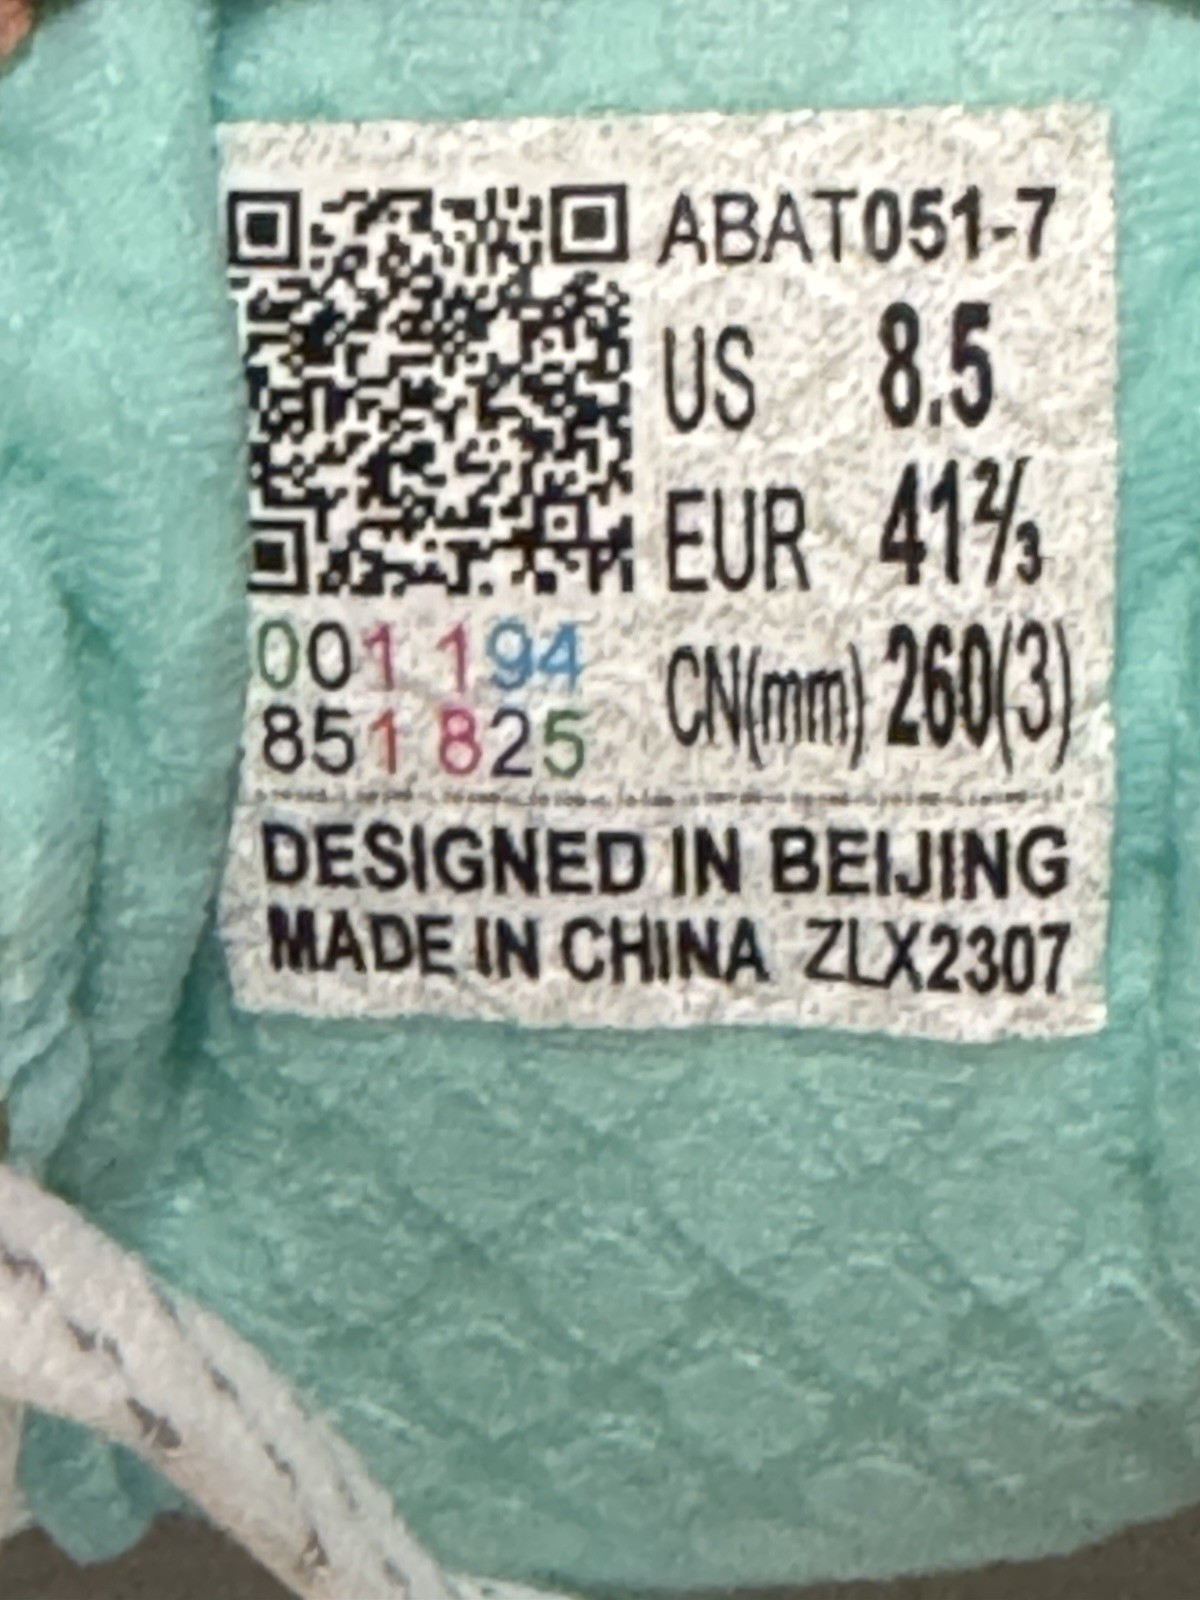 ABAT051-7
US 8.5
EUR 41⅔
CN(mm) 260(3)
001 194
851 825
DESIGNED IN BEIJING
MADE IN CHINA ZLX2307